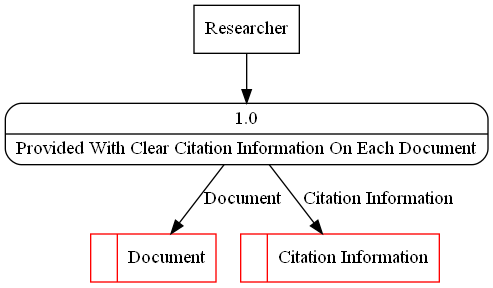 Researcher
1.0
Provided With Clear Citation Information On Each Document
Document
Citation Information
Document
Citation Information